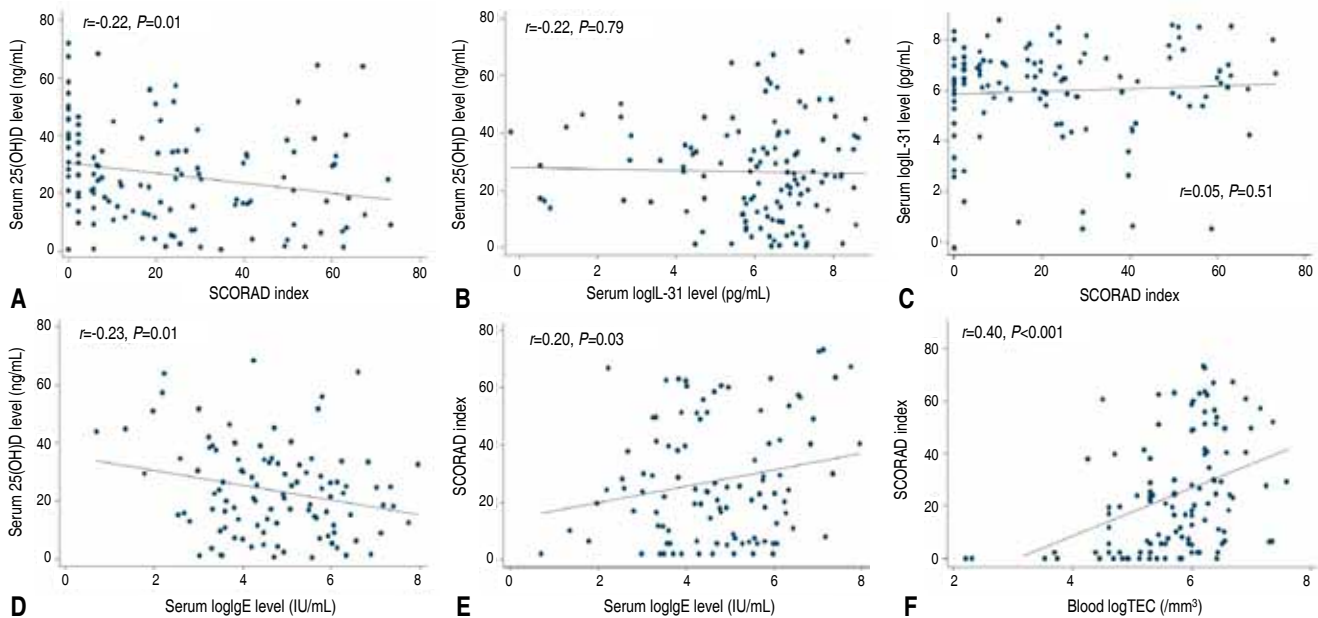 r=-0.22, P=0.01
Serum 25(OH)D level (ng/mL)
80
60
40
20
0
0 20 40 60 80
SCORAD index
A
r=-0.22, P=0.79
Serum 25(OH)D level (ng/mL)
80
60
40
20
0
0 2 4 6 8
Serum logIL-31 level (pg/mL)
B
Serum logIL-31 level (pg/mL)
8
6
4
2
0
r=0.05, P=0.51
0 20 40 60 80
SCORAD index
C
r=-0.23, P=0.01
Serum 25(OH)D level (ng/mL)
80
60
40
20
0
0 2 4 6 8
Serum logIgE level (IU/mL)
D
r=0.20, P=0.03
SCORAD index
80
60
40
20
0
0 2 4 6 8
Serum logIgE level (IU/mL)
E
r=0.40, P<0.001
SCORAD index
80
60
40
20
0
2 4 6 8
Blood logTEC (/mm³)
F